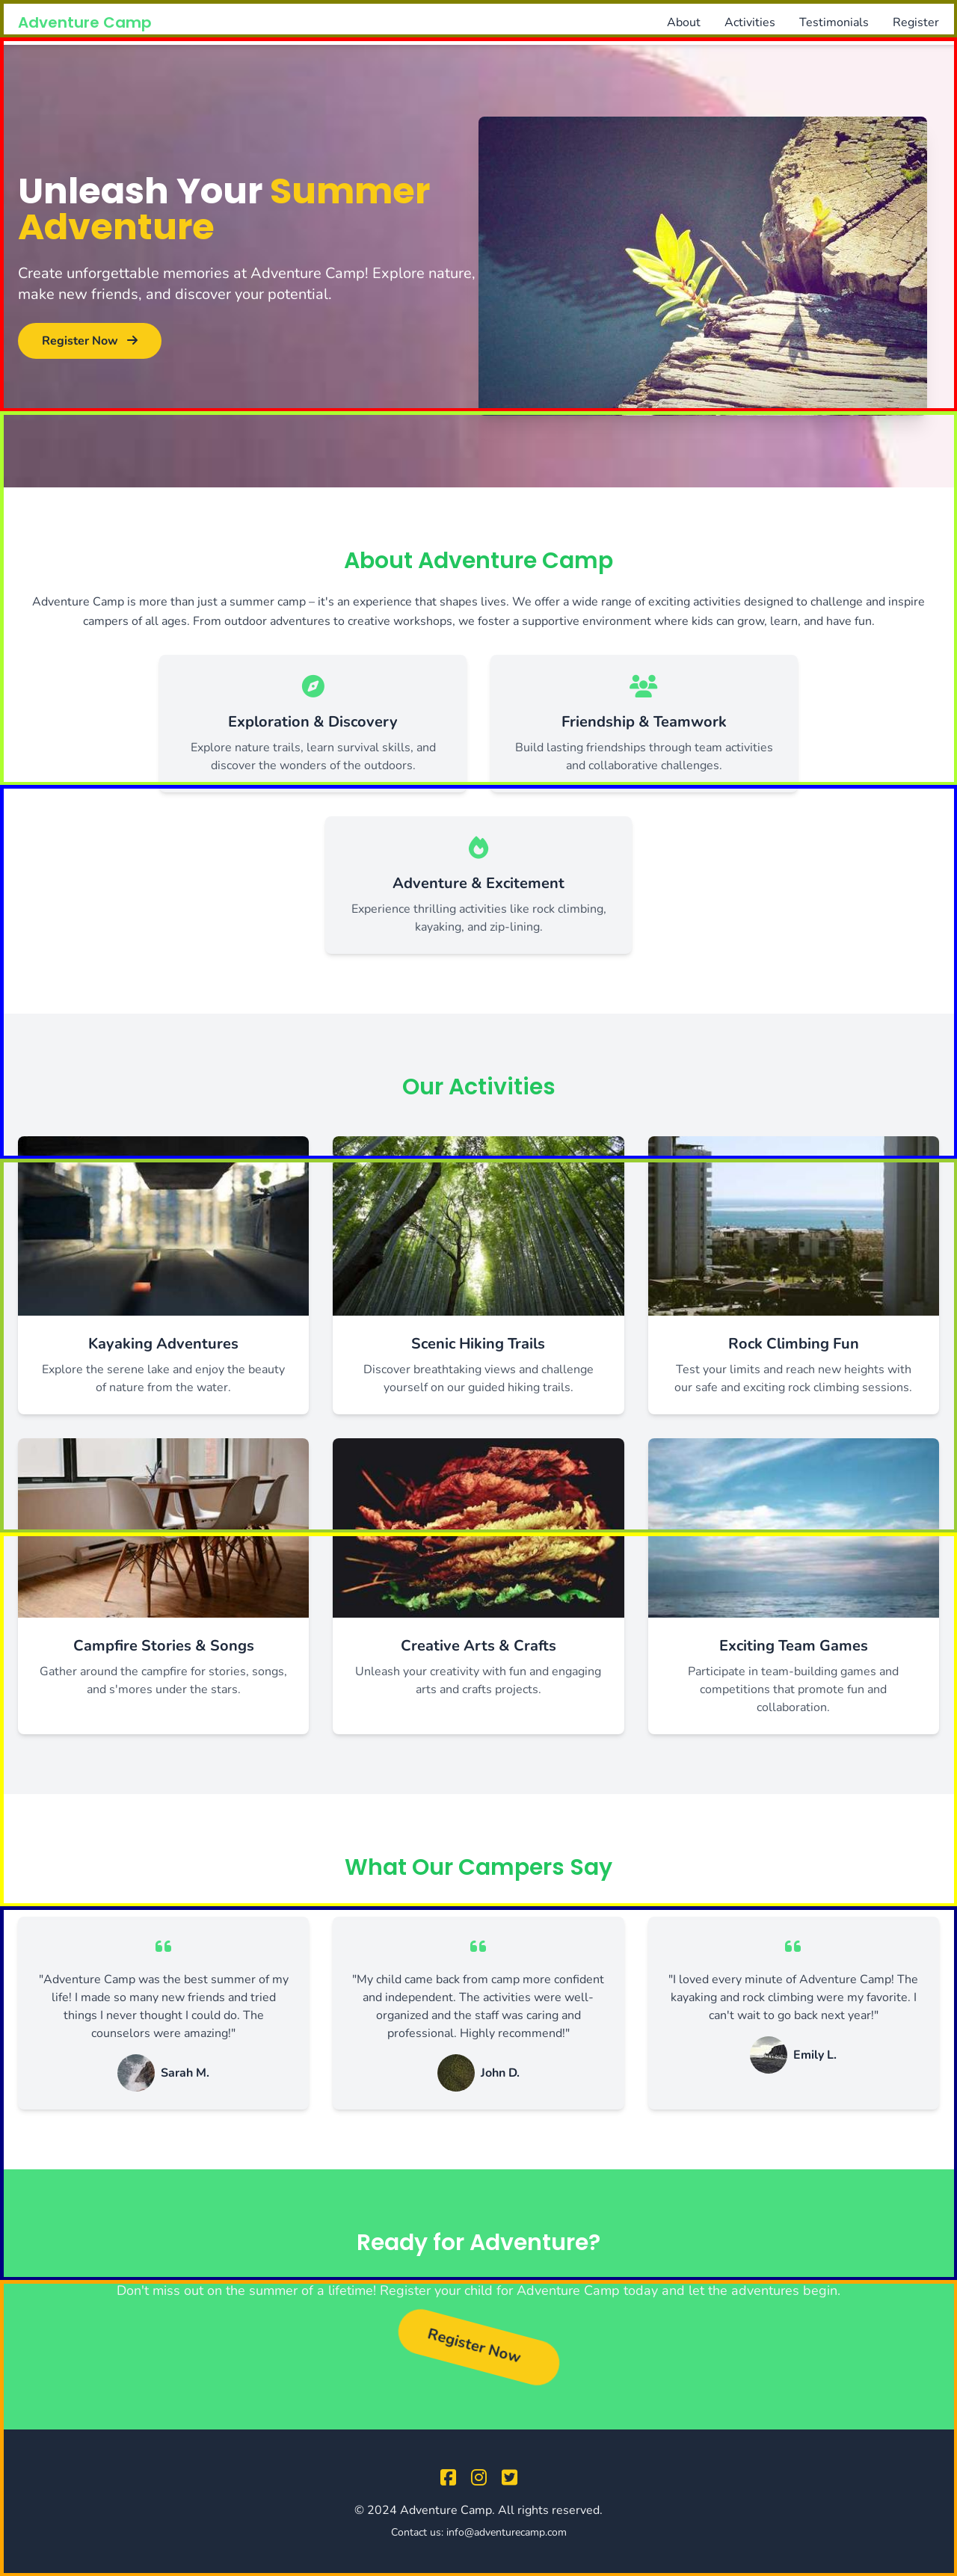 Adventure Camp
About Activities Testimonials Register
Unleash Your Summer
Adventure
Create unforgettable memories at Adventure Camp! Explore nature,
make new friends, and discover your potential.
Register Now
About Adventure Camp
Adventure Camp is more than just a summer camp – it's an experience that shapes lives. We offer a wide range of exciting activities designed to challenge and inspire
campers of all ages. From outdoor adventures to creative workshops, we foster a supportive environment where kids can grow, learn, and have fun.
Exploration & Discovery
Explore nature trails, learn survival skills, and
discover the wonders of the outdoors.
Friendship & Teamwork
Build lasting friendships through team activities
and collaborative challenges.
Adventure & Excitement
Experience thrilling activities like rock climbing,
kayaking, and zip-lining.
Our Activities
Kayaking Adventures
Explore the serene lake and enjoy the beauty
of nature from the water.
Scenic Hiking Trails
Discover breathtaking views and challenge
yourself on our guided hiking trails.
Rock Climbing Fun
Test your limits and reach new heights with
our safe and exciting rock climbing sessions.
Campfire Stories & Songs
Gather around the campfire for stories, songs,
and s'mores under the stars.
Creative Arts & Crafts
Unleash your creativity with fun and engaging
arts and crafts projects.
Exciting Team Games
Participate in team-building games and
competitions that promote fun and
collaboration.
What Our Campers Say
"Adventure Camp was the best summer of my
life! I made so many new friends and tried
things I never thought I could do. The
counselors were amazing!"
Sarah M.
"My child came back from camp more confident
and independent. The activities were well-
organized and the staff was caring and
professional. Highly recommend!"
John D.
"I loved every minute of Adventure Camp! The
kayaking and rock climbing were my favorite. I
can't wait to go back next year!"
Emily L.
Ready for Adventure?
Don't miss out on the summer of a lifetime! Register your child for Adventure Camp today and let the adventures begin.
Register Now
© 2024 Adventure Camp. All rights reserved.
Contact us: info@adventurecamp.com